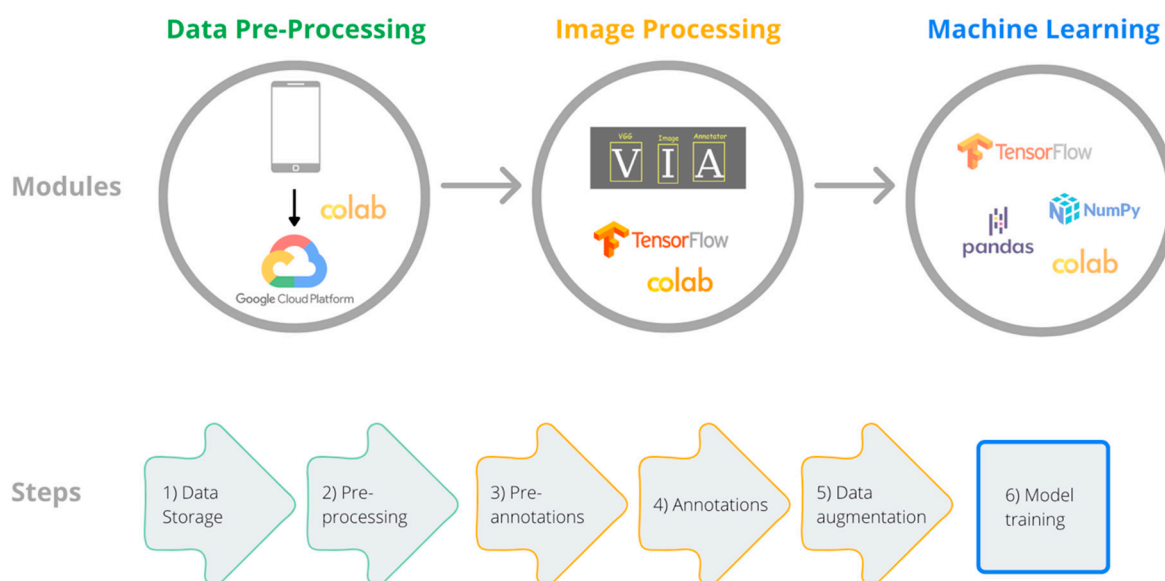 Data Pre-Processing
Image Processing
Machine Learning
Modules
colab
Google Cloud Platform
VGG Image Annotator
V I A
TensorFlow
colab
TensorFlow
NumPy
pandas
colab
Steps
1) Data
Storage
2) Pre-
processing
3) Pre-
annotations
4) Annotations
5) Data
augmentation
6) Model
training